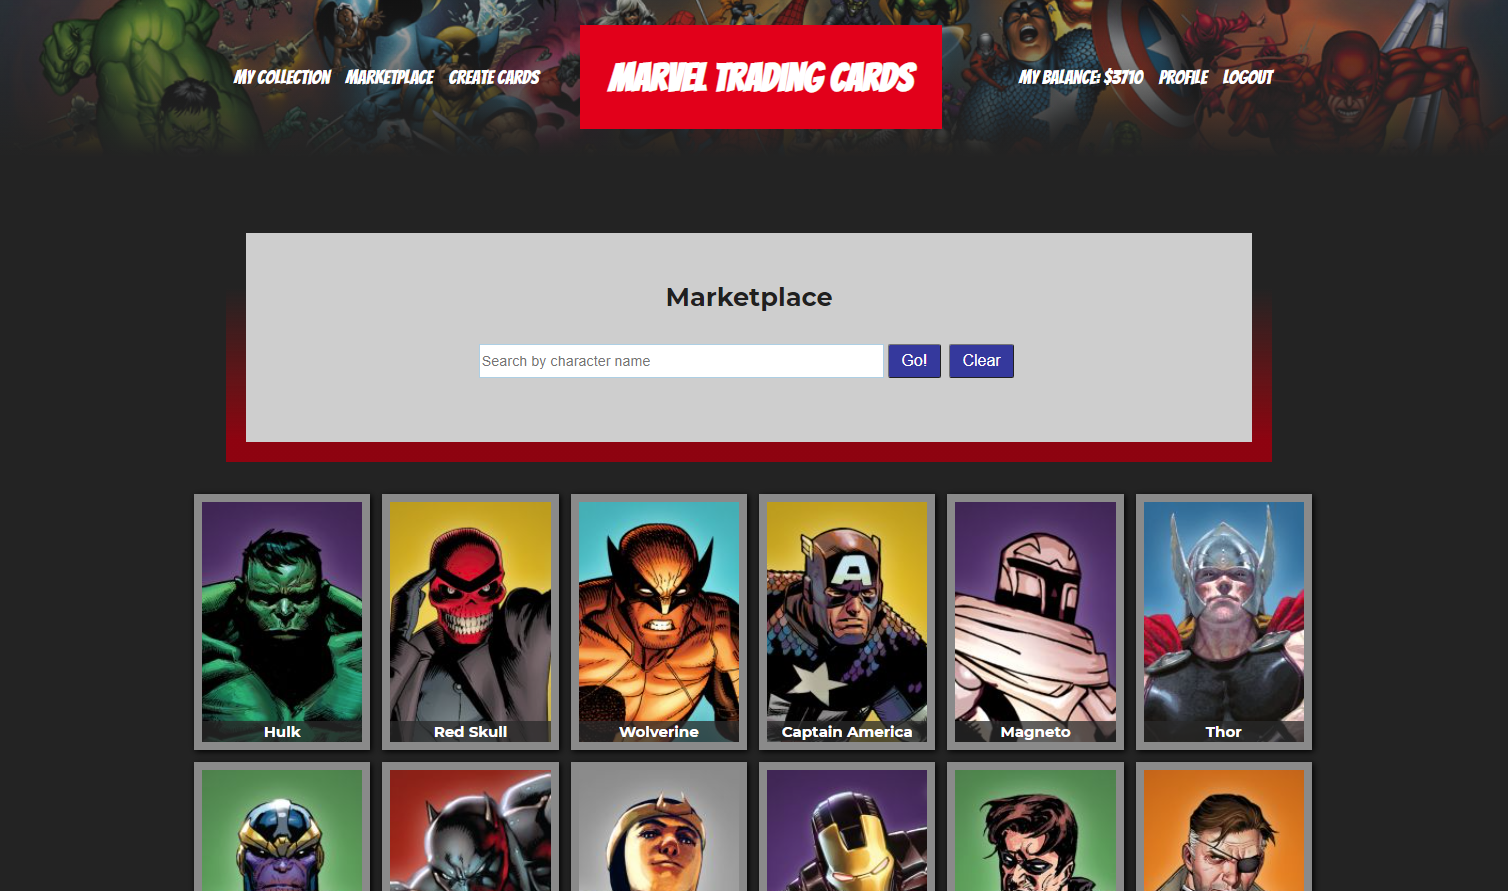 MY COLLECTION MARKETPLACE CREATE CARDS
MARVEL TRADING CARDS
MY BALANCE: $3710 PROFILE LOGOUT
Marketplace
Search by character name
Go!
Clear
Hulk
Red Skull
Wolverine
Captain America
Magneto
Thor